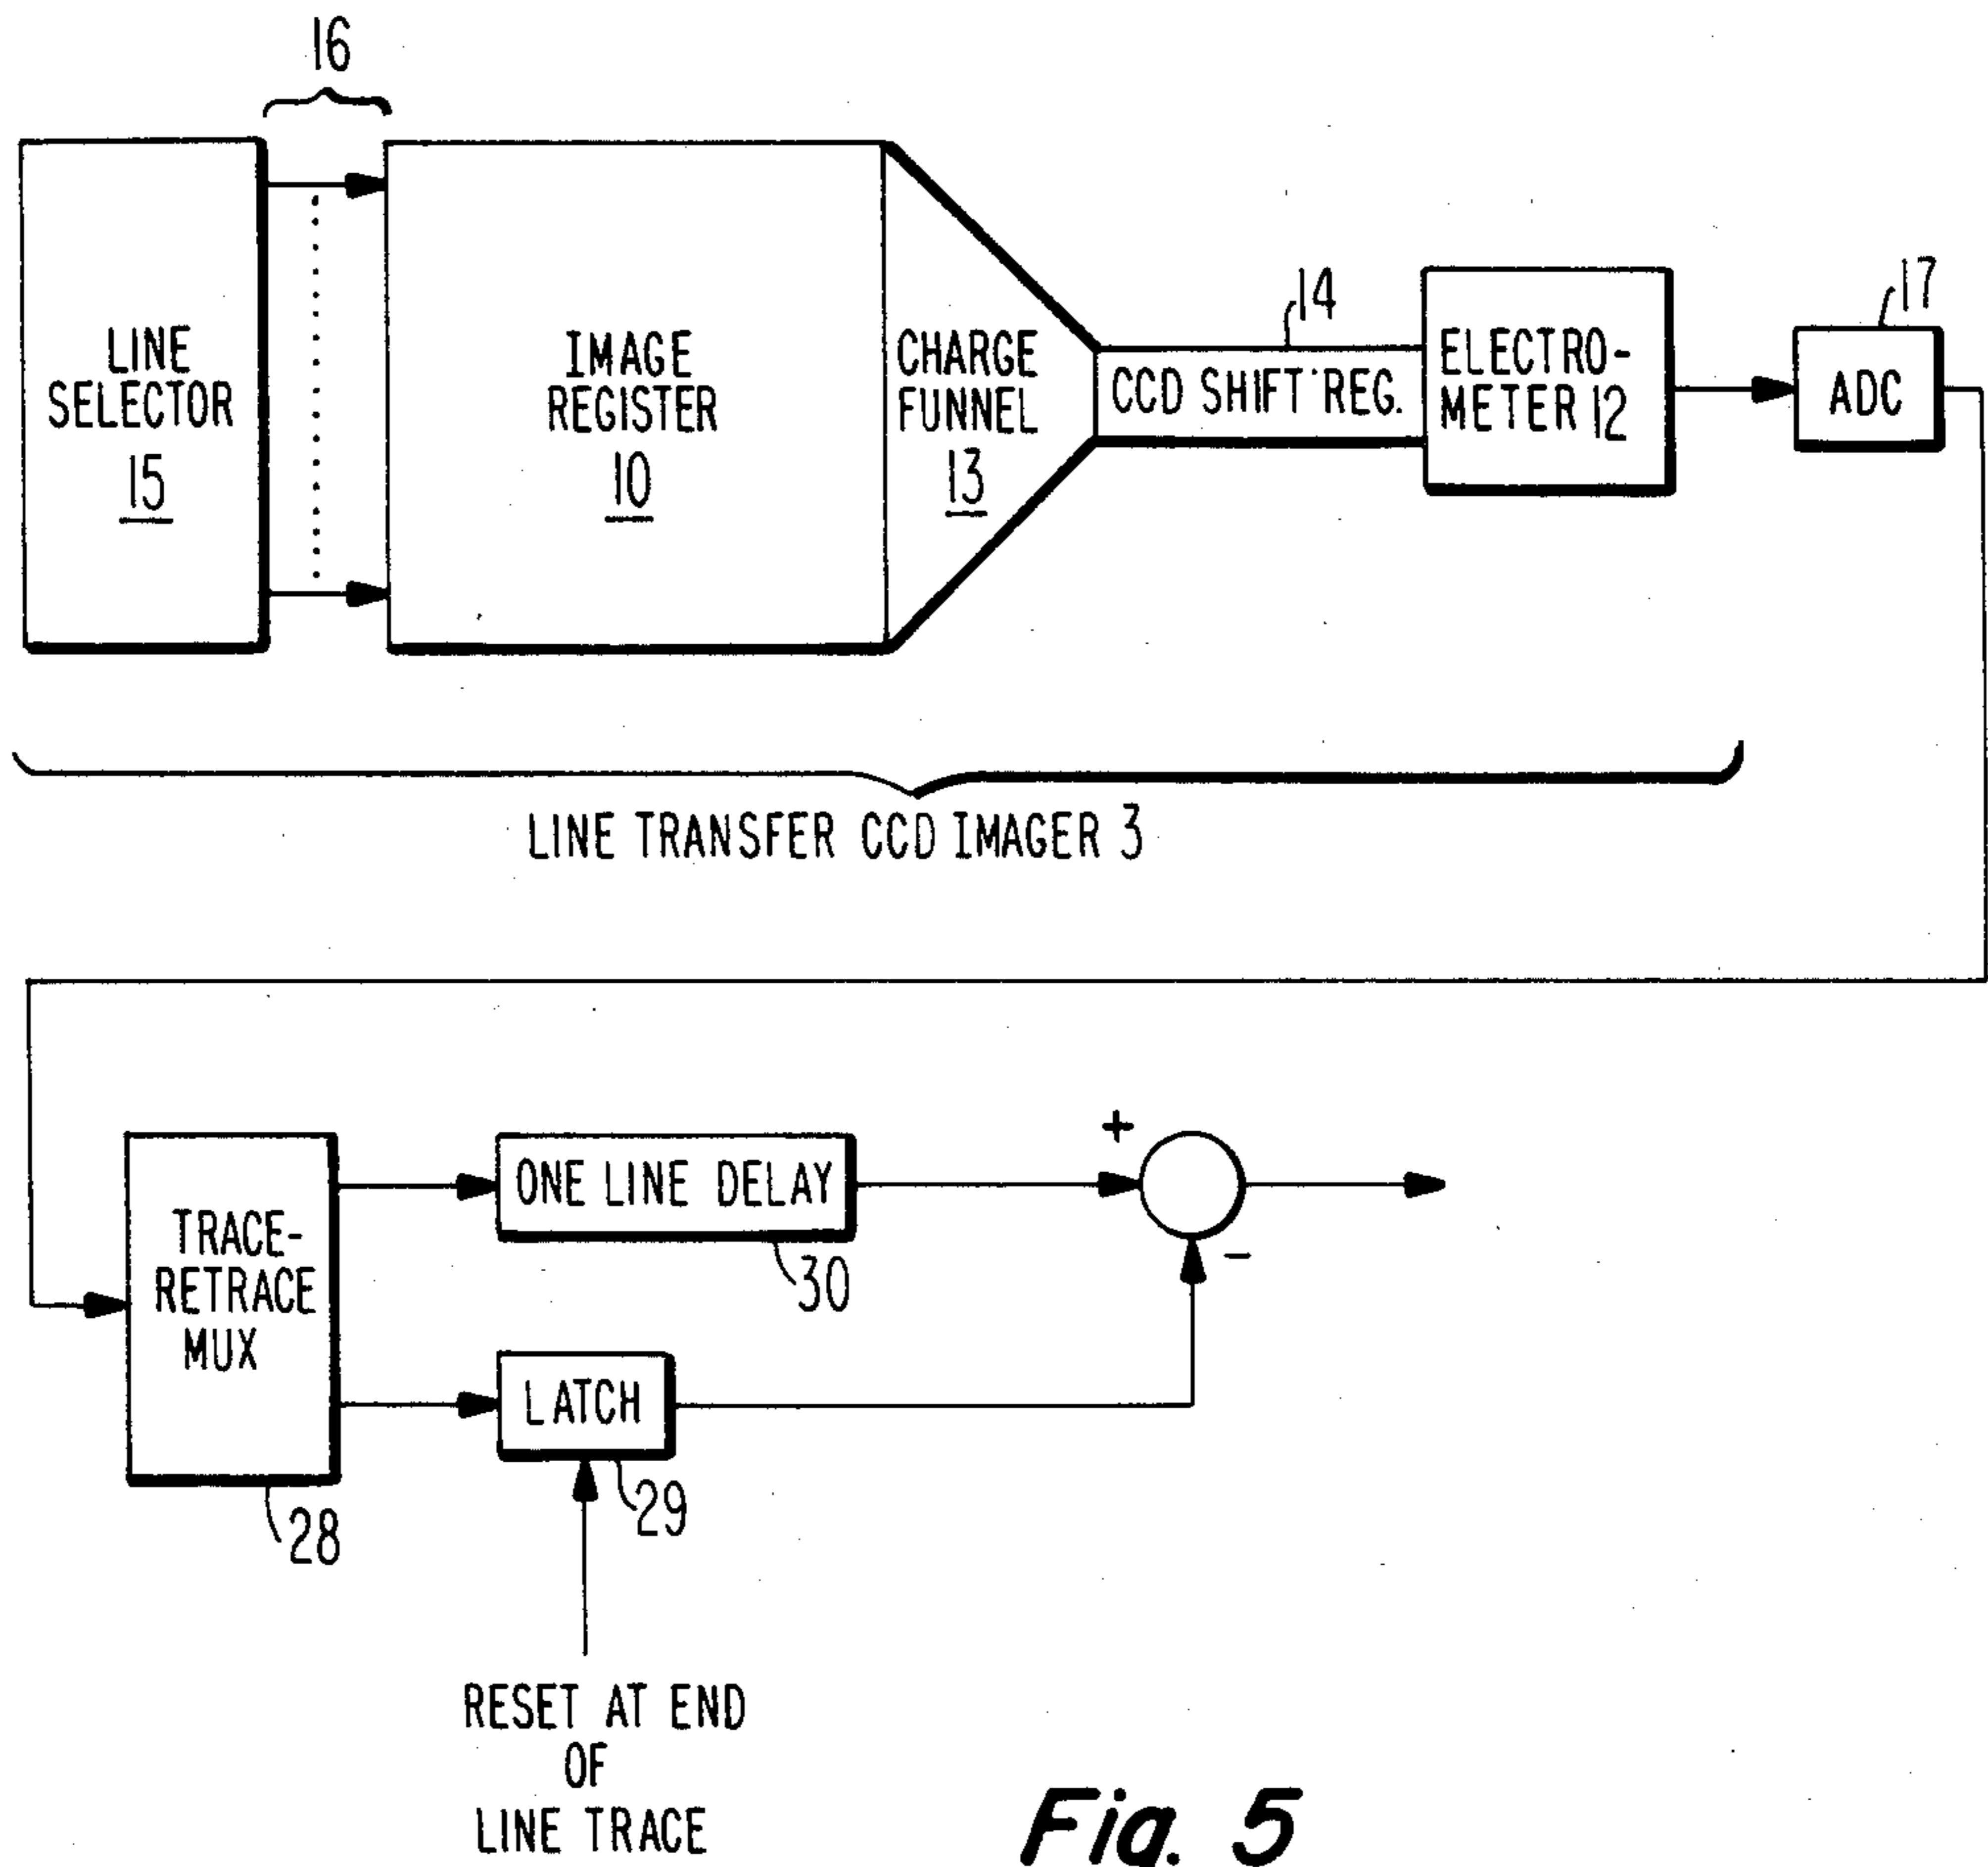 16
LINE
SELECTOR
15
IMAGE
REGISTER
10
CHARGE
FUNNEL
13
14
CCD SHIFT REG.
ELECTRO-
METER 12
17
ADC
LINE TRANSFER CCD IMAGER 3
TRACE-
RETRACE
MUX
28
ONE LINE DELAY
30
+
-
LATCH
29
RESET AT END
OF
LINE TRACE
Fig. 5